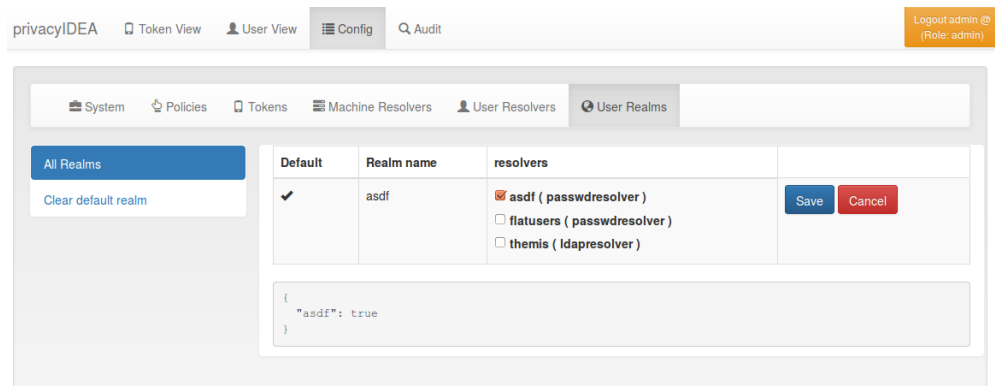 privacyIDEA Token View User View Config Audit
Logout admin @
(Role: admin)
System Policies Tokens Machine Resolvers User Resolvers User Realms
All Realms
Clear default realm
Default Realm name resolvers
asdf asdf ( passwdresolver ) Save Cancel
flatusers ( passwdresolver )
themis ( ldapresolver )
{
"asdf": true
}